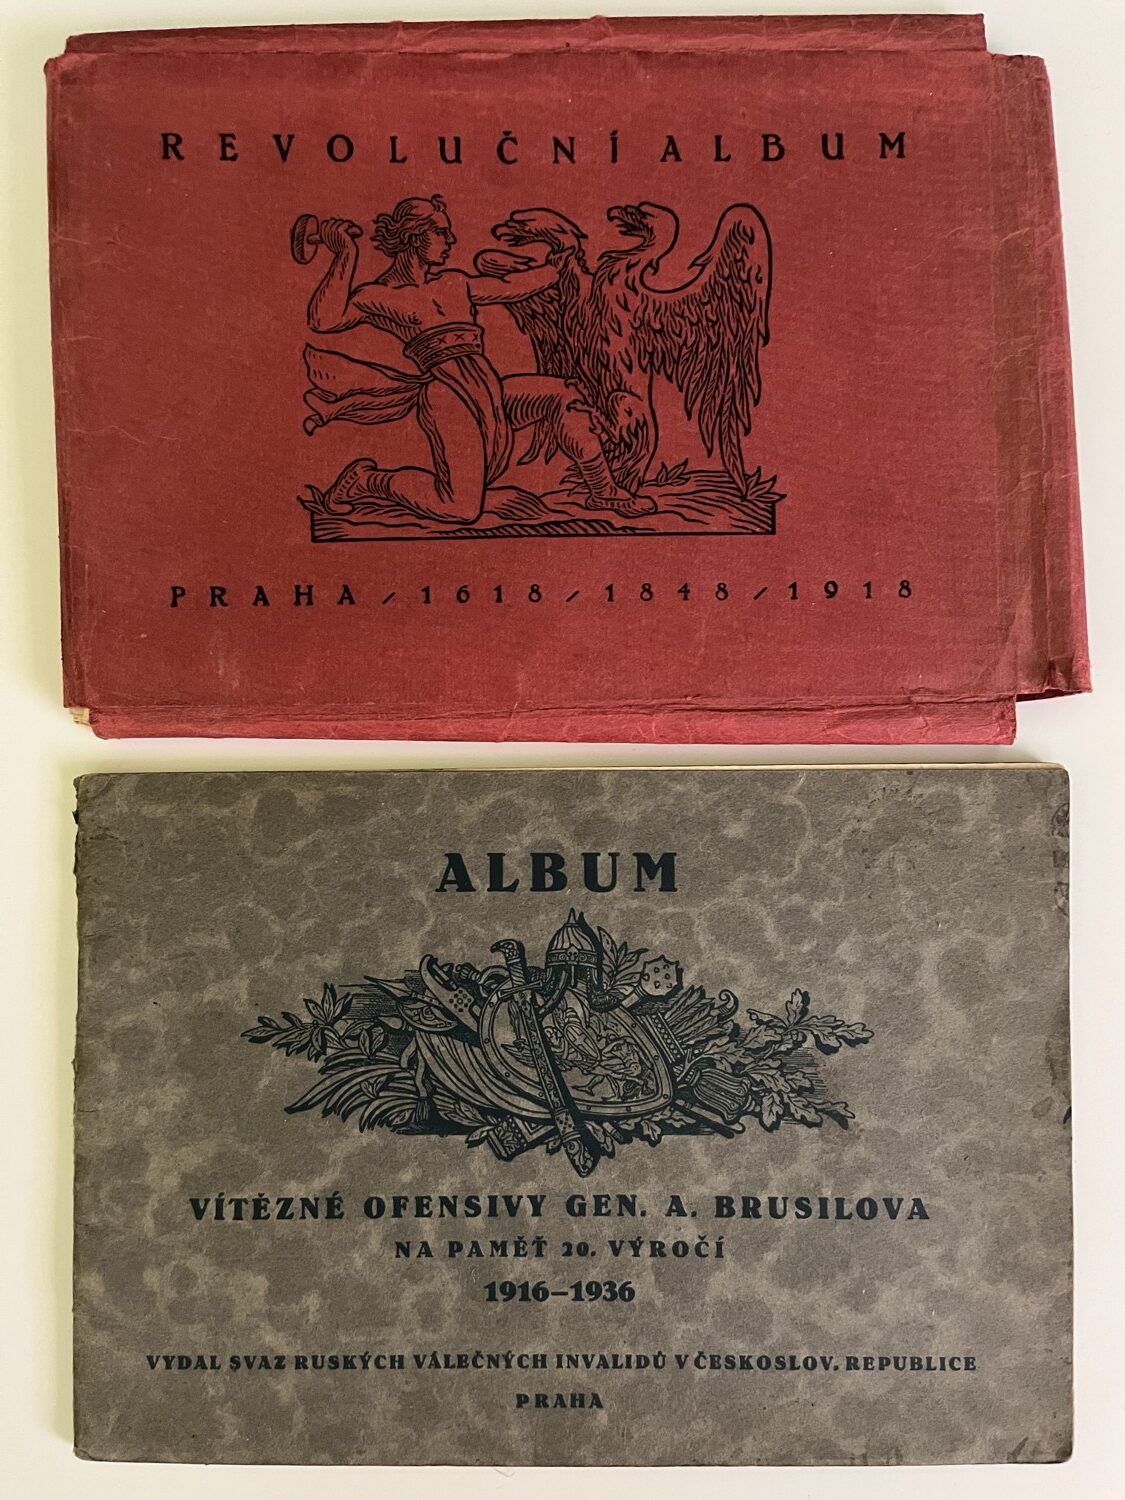 REVOLUČNÍ ALBUM
PRAHA / 1618 / 1848 / 1918
ALBUM
VÍTĚZNÉ OFENSIVY GEN. A. BRUSILOVA
NA PAMĚŤ 20. VÝROČÍ
1916–1936
VYDAL SVAZ RUSKÝCH VÁLEČNÝCH INVALIDŮ V ČESKOSLOV. REPUBLICE
PRAHA